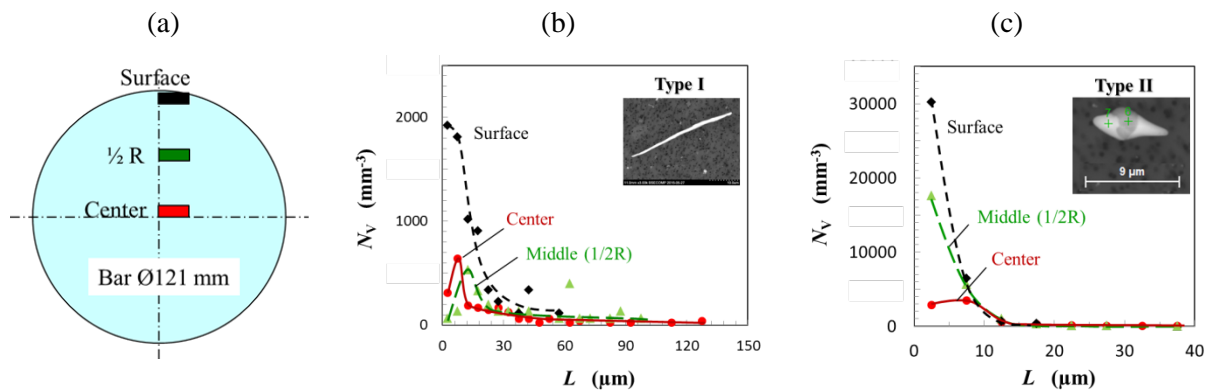 (a)
Surface
½ R
Center
Bar Ø121 mm
(b)
Type I
2000
1000
0
Surface
Center
Middle (1/2R)
0 30 60 90 120 150
N_V (mm⁻³)
L (µm)
(c)
Type II
9 µm
30000
20000
10000
0
Surface
Middle (1/2R)
Center
0 10 20 30 40
N_V (mm⁻³)
L (µm)